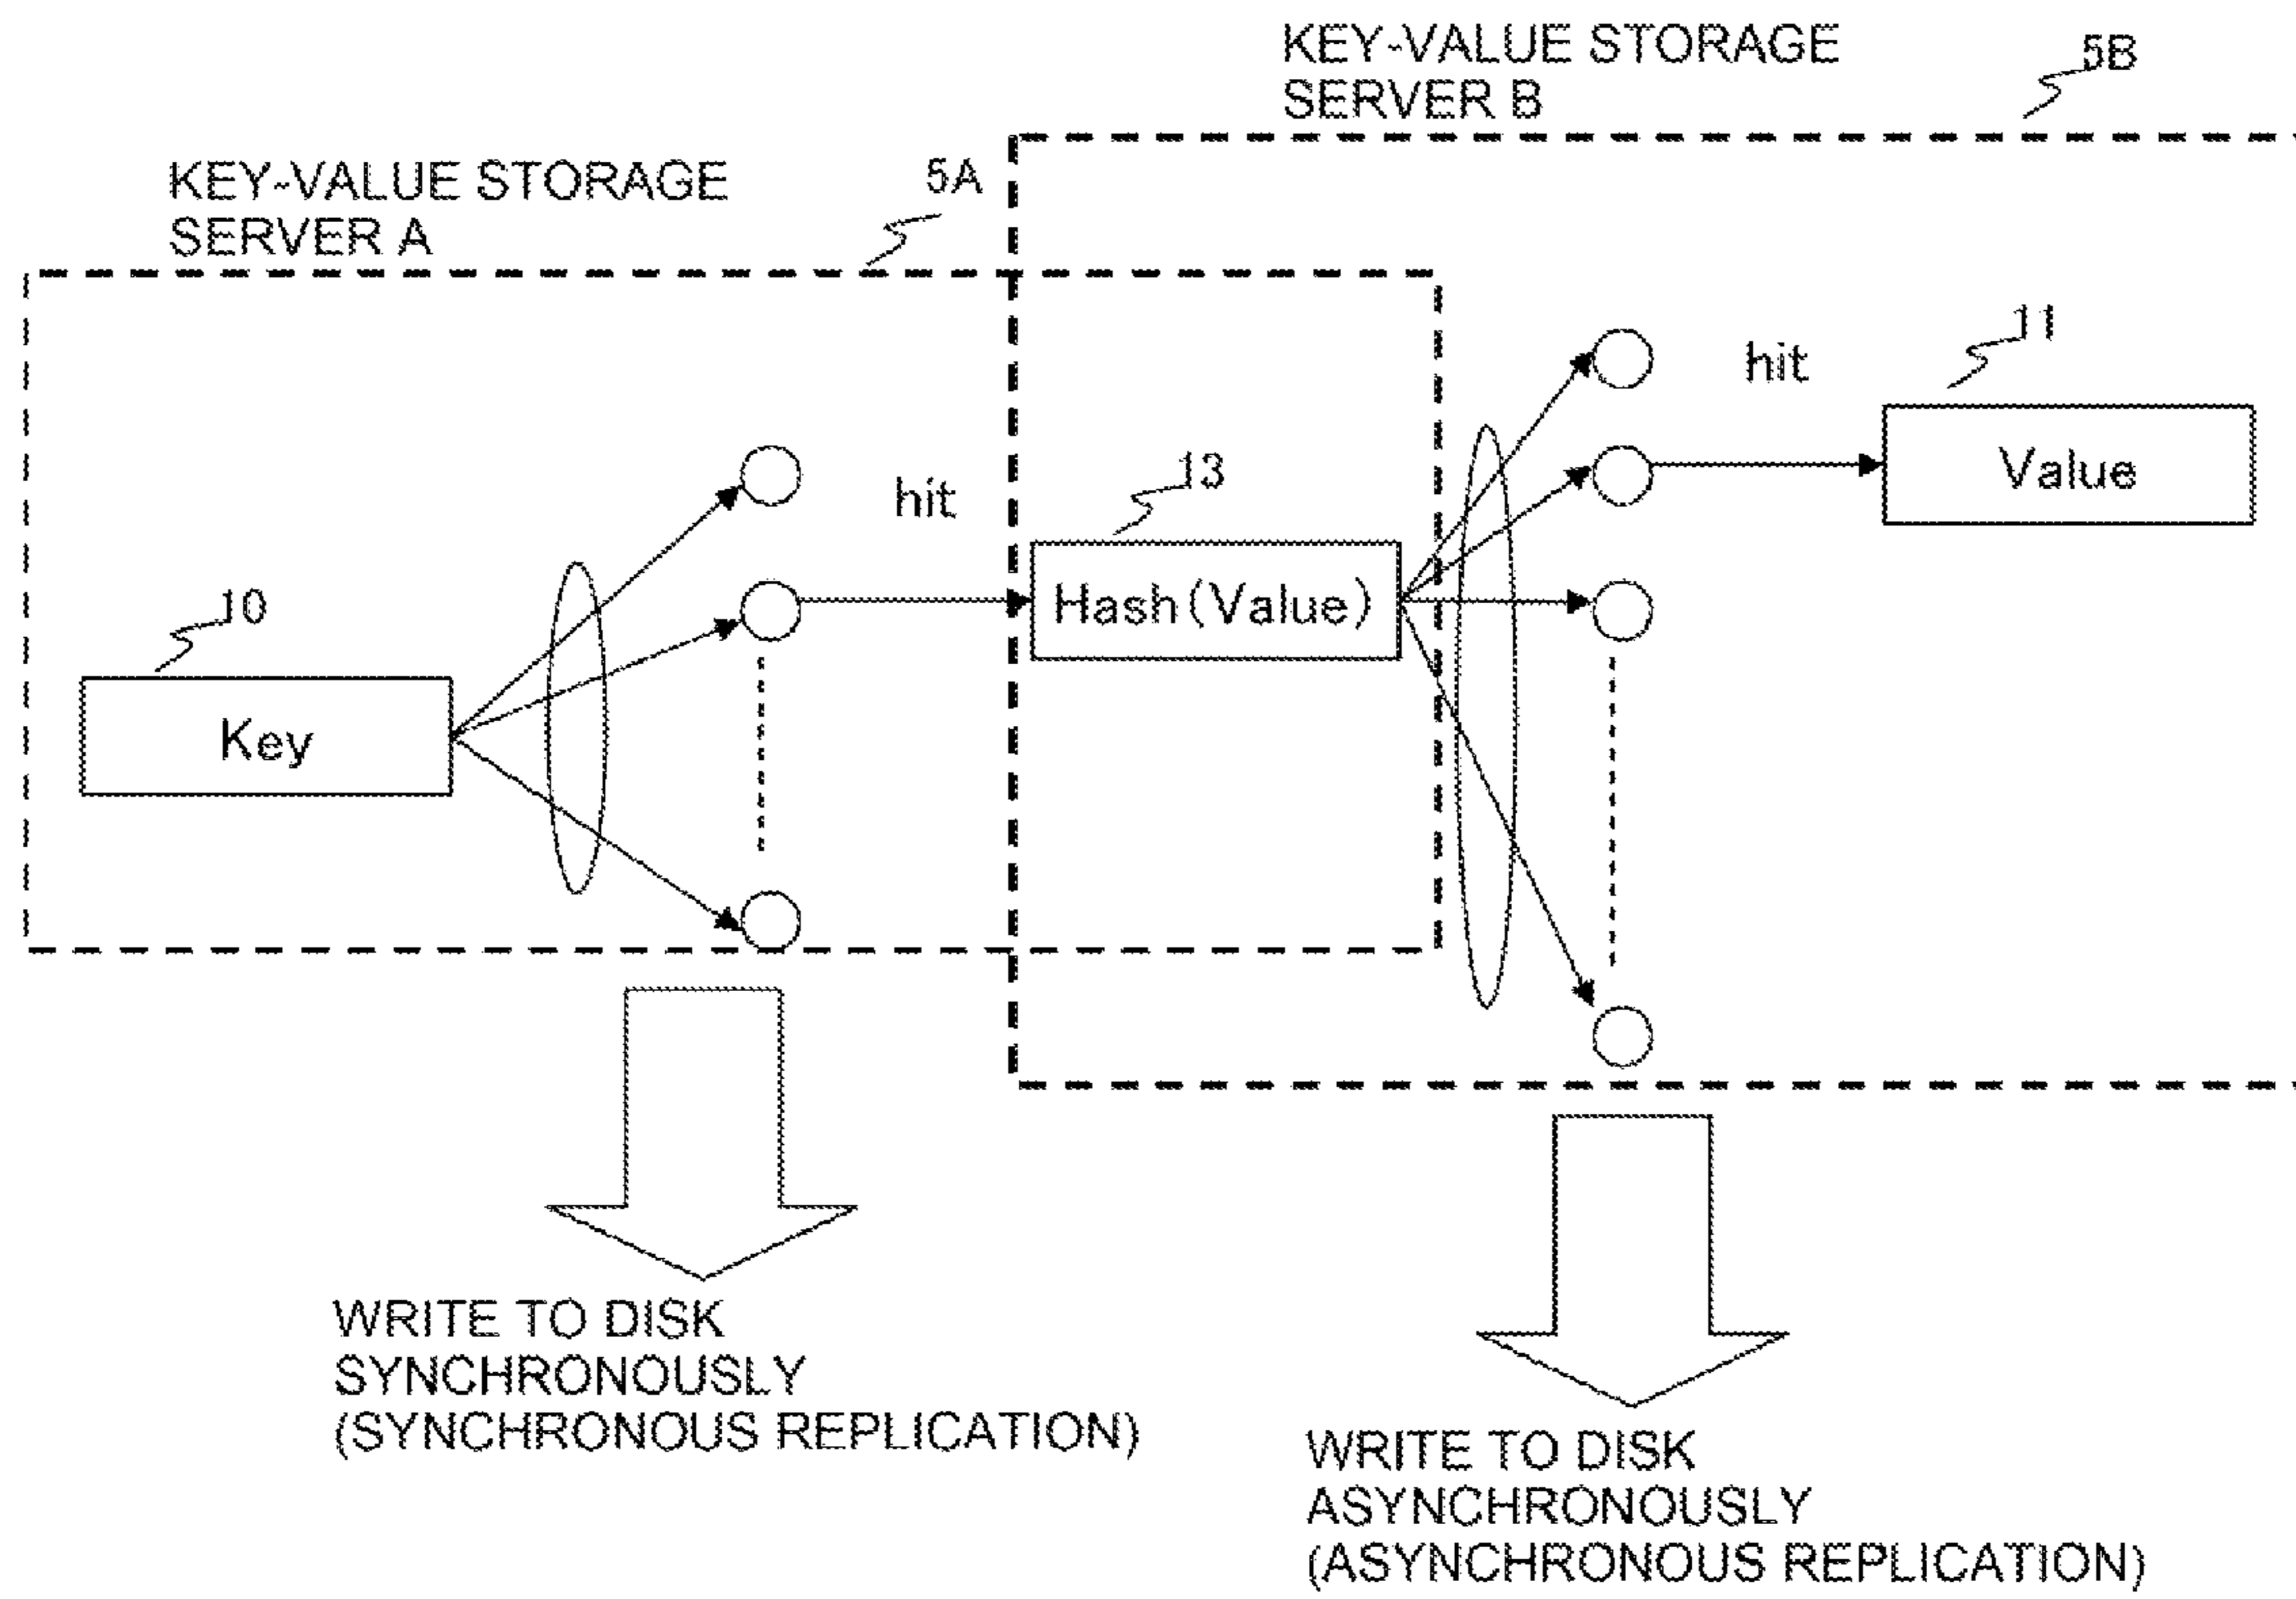 KEY-VALUE STORAGE
SERVER B
5B
KEY-VALUE STORAGE
SERVER A
5A
11
hit
Value
13
hit
Hash(Value)
10
Key
WRITE TO DISK
SYNCHRONOUSLY
(SYNCHRONOUS REPLICATION)
WRITE TO DISK
ASYNCHRONOUSLY
(ASYNCHRONOUS REPLICATION)